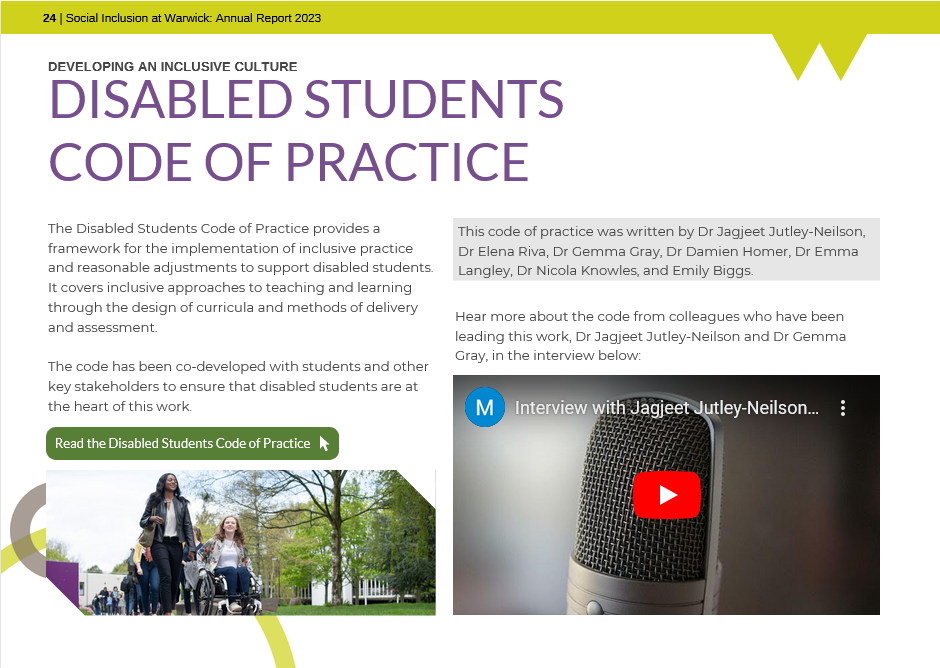 24 | Social Inclusion at Warwick: Annual Report 2023
DEVELOPING AN INCLUSIVE CULTURE
DISABLED STUDENTS
CODE OF PRACTICE
The Disabled Students Code of Practice provides a
framework for the implementation of inclusive practice
and reasonable adjustments to support disabled students.
It covers inclusive approaches to teaching and learning
through the design of curricula and methods of delivery
and assessment.
The code has been co-developed with students and other
key stakeholders to ensure that disabled students are at
the heart of this work.
Read the Disabled Students Code of Practice
This code of practice was written by Dr Jagjeet Jutley-Neilson,
Dr Elena Riva, Dr Gemma Gray, Dr Damien Homer, Dr Emma
Langley, Dr Nicola Knowles, and Emily Biggs.
Hear more about the code from colleagues who have been
leading this work, Dr Jagjeet Jutley-Neilson and Dr Gemma
Gray, in the interview below:
M Interview with Jagjeet Jutley-Neilson...